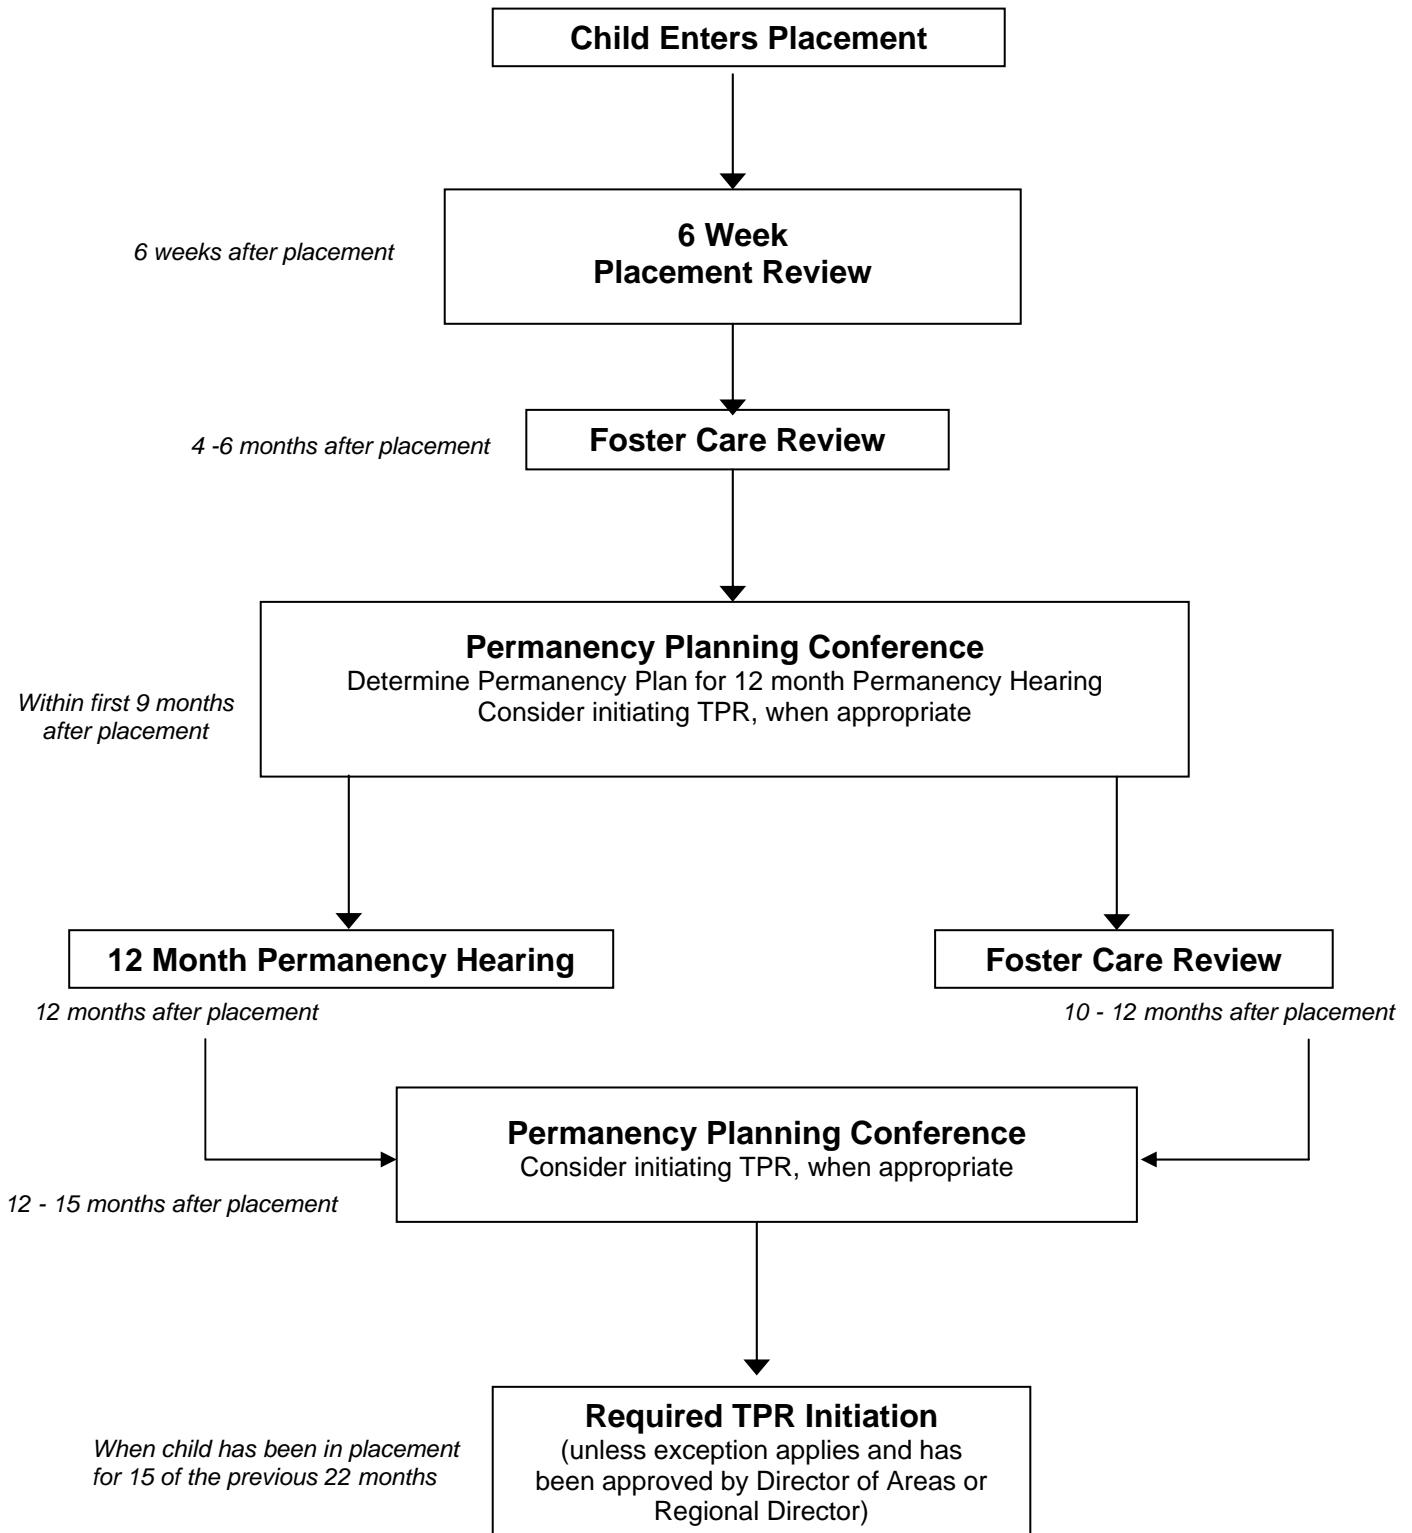 Child Enters Placement
6 weeks after placement
6 Week
Placement Review
4 -6 months after placement
Foster Care Review
Within first 9 months
after placement
Permanency Planning Conference
Determine Permanency Plan for 12 month Permanency Hearing
Consider initiating TPR, when appropriate
12 Month Permanency Hearing
12 months after placement
Foster Care Review
10 - 12 months after placement
Permanency Planning Conference
Consider initiating TPR, when appropriate
12 - 15 months after placement
When child has been in placement
for 15 of the previous 22 months
Required TPR Initiation
(unless exception applies and has
been approved by Director of Areas or
Regional Director)